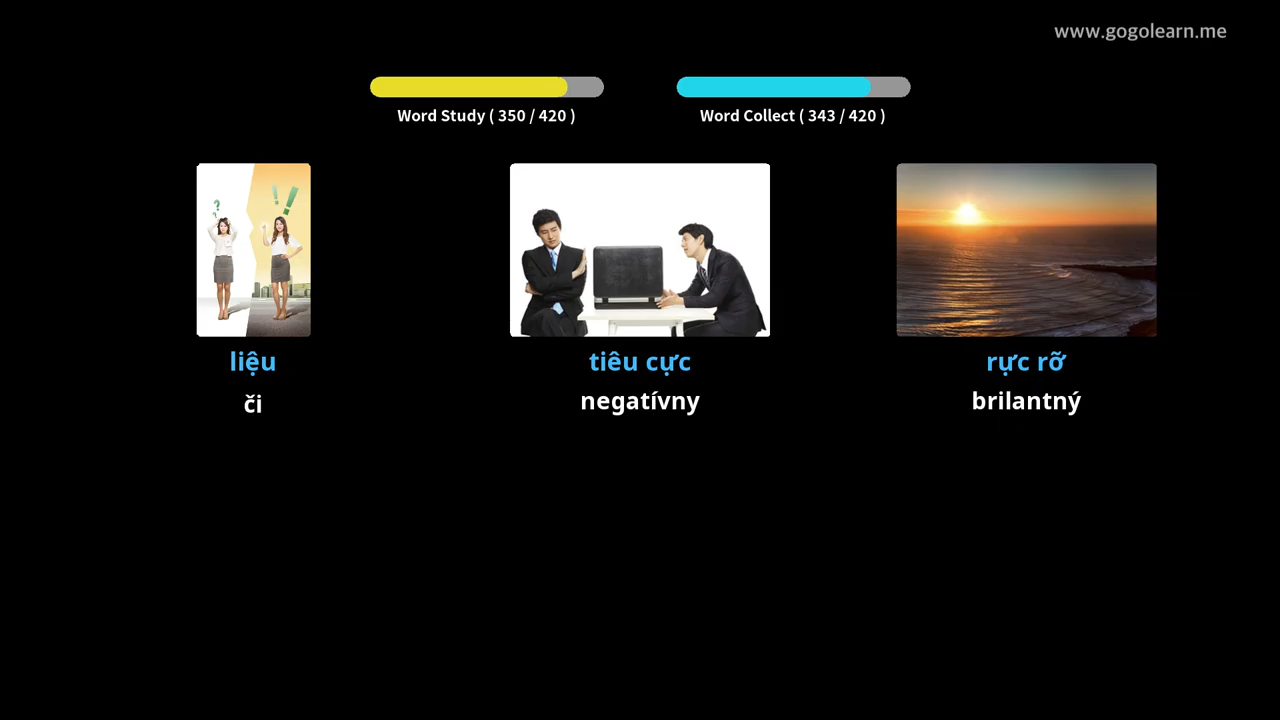 www.gogolearn.me
Word Study ( 350 / 420 )
Word Collect ( 343 / 420 )
liệu
tiêu cực
rực rỡ
či
negatívny
brilantný